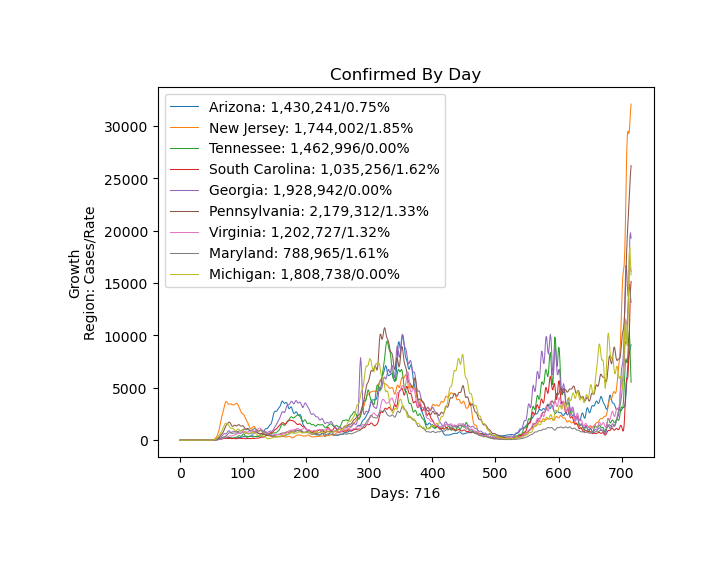 Confirmed By Day
Growth
Region: Cases/Rate
30000
25000
20000
15000
10000
5000
0
Arizona: 1,430,241/0.75%
New Jersey: 1,744,002/1.85%
Tennessee: 1,462,996/0.00%
South Carolina: 1,035,256/1.62%
Georgia: 1,928,942/0.00%
Pennsylvania: 2,179,312/1.33%
Virginia: 1,202,727/1.32%
Maryland: 788,965/1.61%
Michigan: 1,808,738/0.00%
0 100 200 300 400 500 600 700
Days: 716